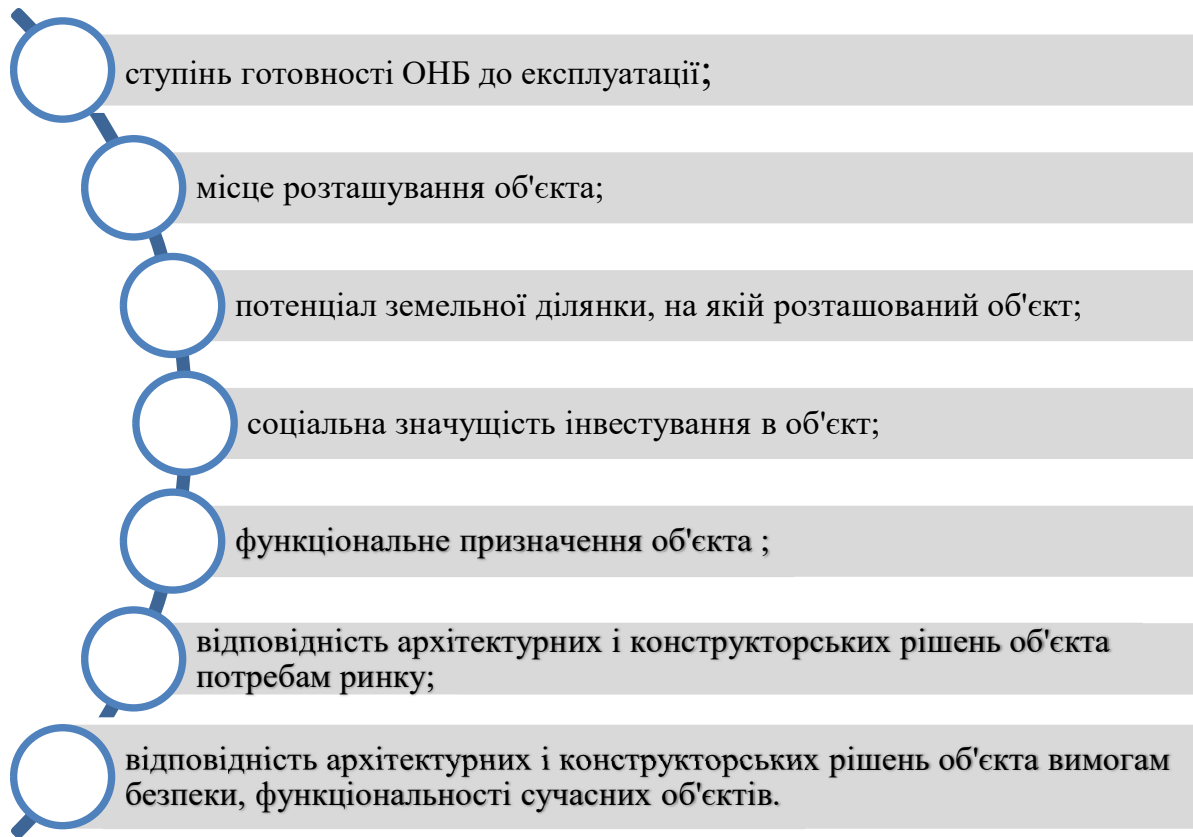 ступінь готовності ОНБ до експлуатації;
місце розташування об'єкта;
потенціал земельної ділянки, на якій розташований об'єкт;
соціальна значущість інвестування в об'єкт;
функціональне призначення об'єкта ;
відповідність архітектурних і конструкторських рішень об'єкта
потребам ринку;
відповідність архітектурних і конструкторських рішень об'єкта вимогам
безпеки, функціональності сучасних об'єктів.